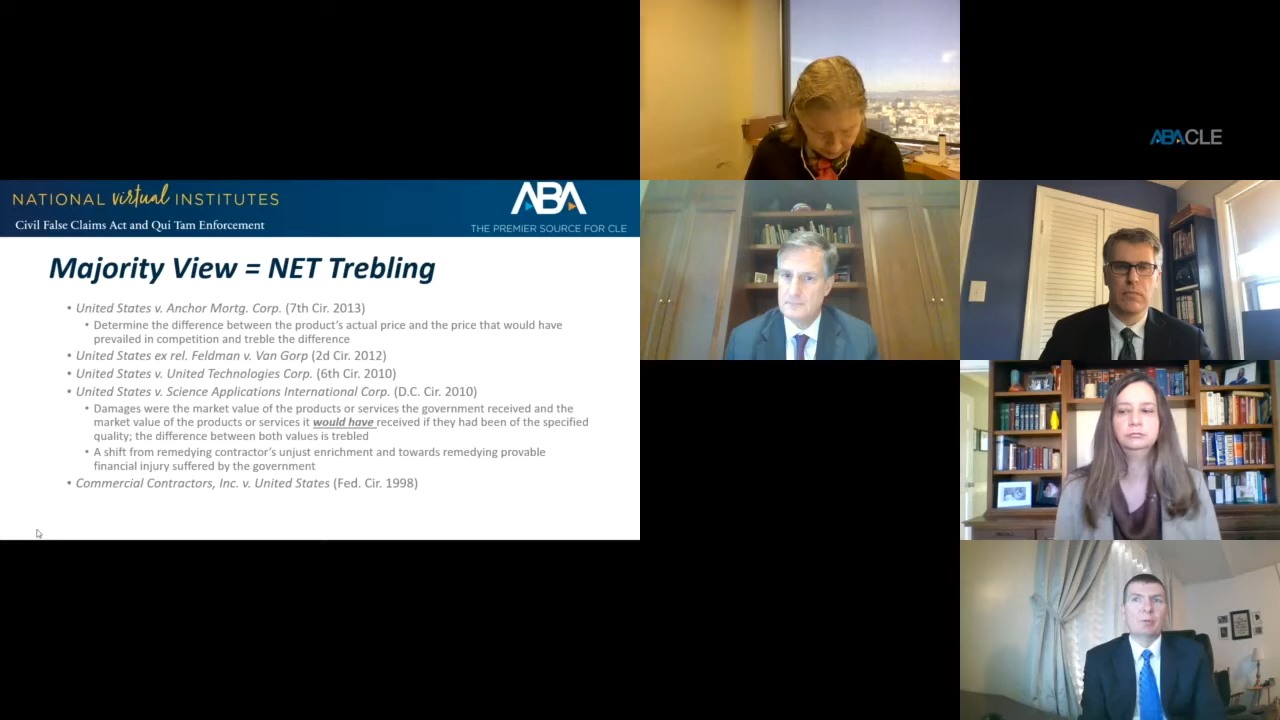 ABACLE
NATIONAL virtual INSTITUTES
Civil False Claims Act and Qui Tam Enforcement
ABA
THE PREMIER SOURCE FOR CLE
Majority View = NET Trebling
• United States v. Anchor Mortg. Corp. (7th Cir. 2013)
• Determine the difference between the product's actual price and the price that would have
prevailed in competition and treble the difference
• United States ex rel. Feldman v. Van Gorp (2d Cir. 2012)
• United States v. United Technologies Corp. (6th Cir. 2010)
• United States v. Science Applications International Corp. (D.C. Cir. 2010)
• Damages were the market value of the products or services the government received and the
market value of the products or services it would have received if they had been of the specified
quality; the difference between both values is trebled
• A shift from remedying contractor's unjust enrichment and towards remedying provable
financial injury suffered by the government
• Commercial Contractors, Inc. v. United States (Fed. Cir. 1998)